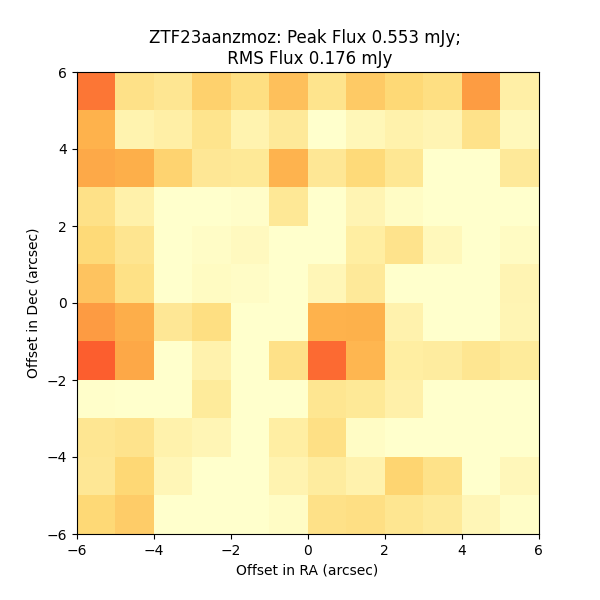 ZTF23aanzmoz: Peak Flux 0.553 mJy;
RMS Flux 0.176 mJy
6
4
2
0
−2
−4
−6
Offset in Dec (arcsec)
−6 −4 −2 0 2 4 6
Offset in RA (arcsec)